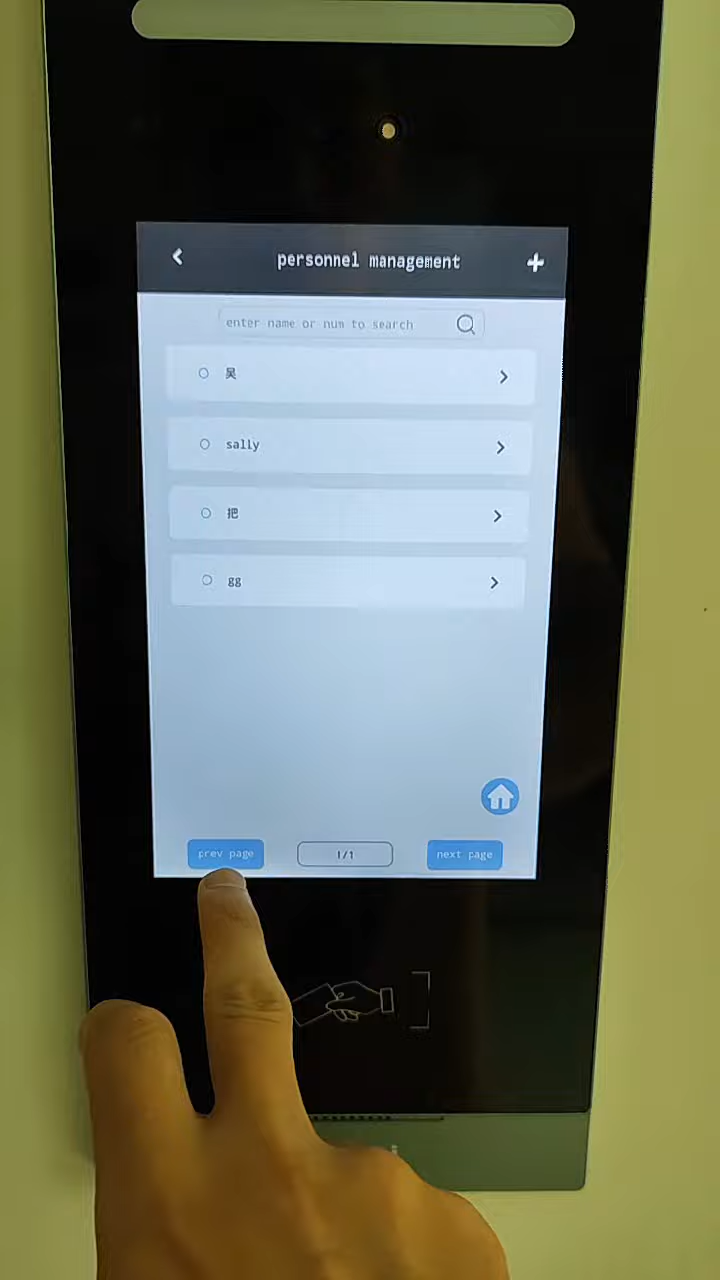 personnel management
enter name or num to search
吴
sally
把
gg
prev page
1/1
next page